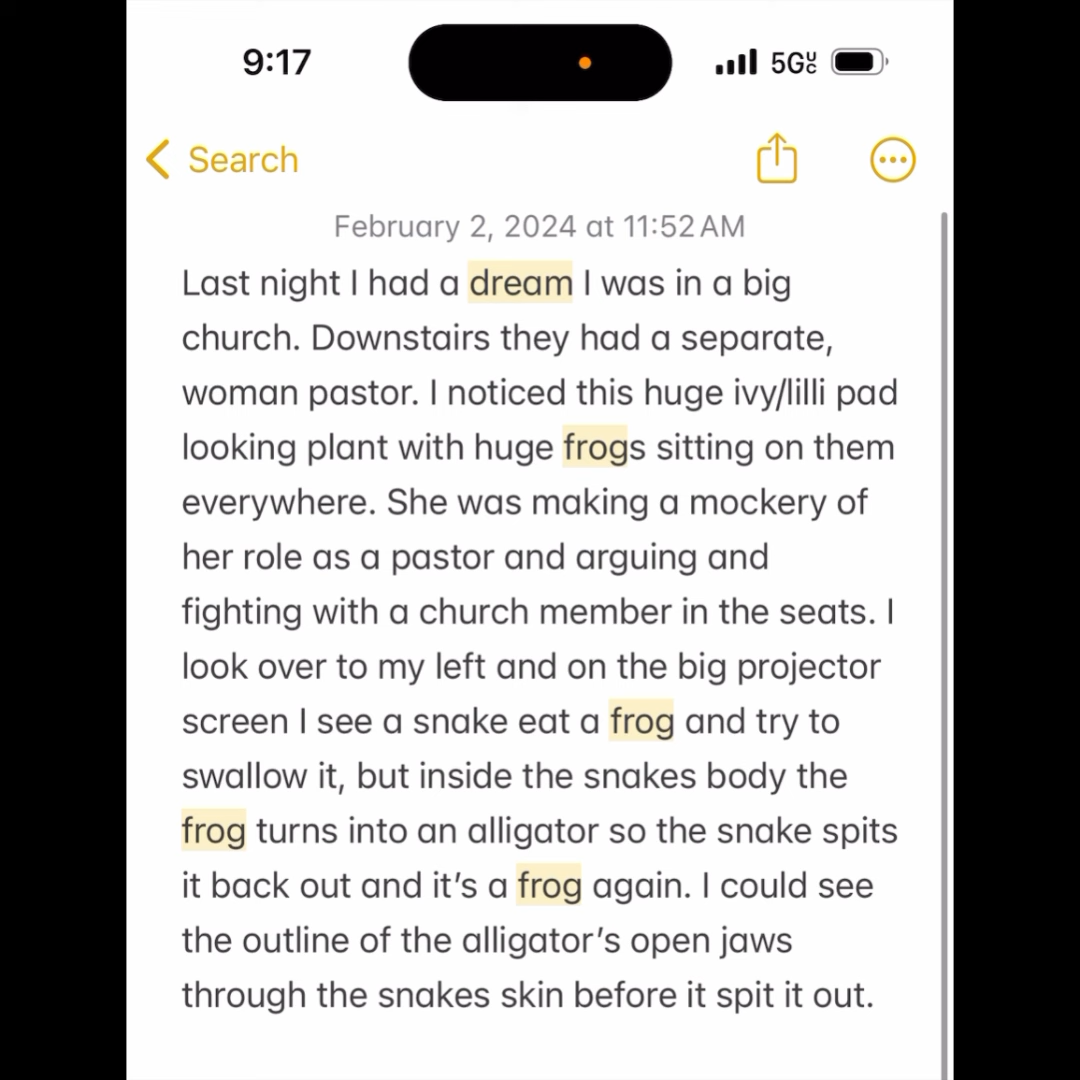 9:17
5GUC
Search
February 2, 2024 at 11:52 AM
Last night I had a dream I was in a big
church. Downstairs they had a separate,
woman pastor. I noticed this huge ivy/lilli pad
looking plant with huge frogs sitting on them
everywhere. She was making a mockery of
her role as a pastor and arguing and
fighting with a church member in the seats. I
look over to my left and on the big projector
screen I see a snake eat a frog and try to
swallow it, but inside the snakes body the
frog turns into an alligator so the snake spits
it back out and it’s a frog again. I could see
the outline of the alligator’s open jaws
through the snakes skin before it spit it out.